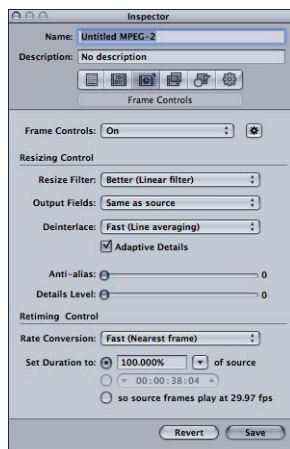 Inspector
Name: Untitled MPEG-2
Description: No description
Frame Controls
Frame Controls: On
Resizing Control
Resize Filter: Better (Linear filter)
Output Fields: Same as source
Deinterlace: Fast (Line averaging)
Adaptive Details
Anti-alias: 0
Details Level: 0
Retiming Control
Rate Conversion: Fast (Nearest frame)
Set Duration to: 100.000% of source
00:00:38:04
so source frames play at 29.97 fps
Revert Save